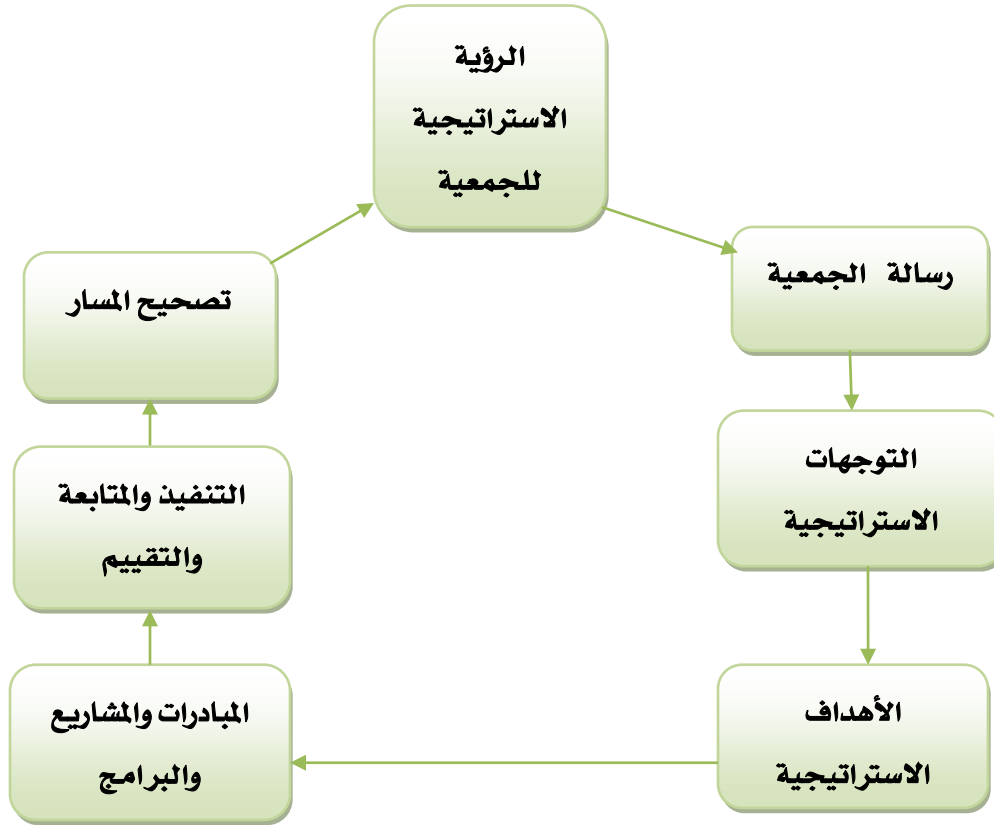 الرؤية
الاستراتيجية
للجمعية
رسالة الجمعية
التوجهات
الاستراتيجية
الأهداف
الاستراتيجية
المبادرات والمشاريع
والبرامج
التنفيذ والمتابعة
والتقييم
تصحيح المسار